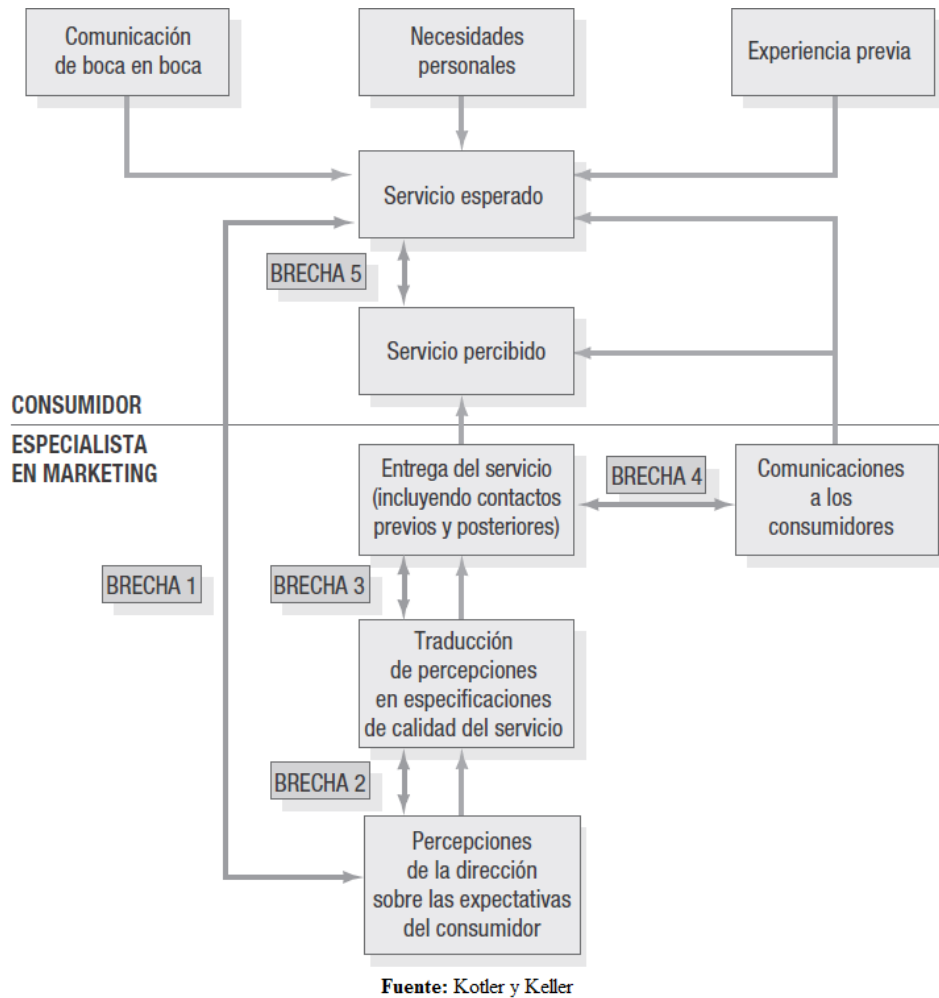 Comunicación
de boca en boca
Necesidades
personales
Experiencia previa
Servicio esperado
BRECHA 5
Servicio percibido
CONSUMIDOR
ESPECIALISTA
EN MARKETING
Entrega del servicio
(incluyendo contactos
previos y posteriores)
BRECHA 4
Comunicaciones
a los
consumidores
BRECHA 1
BRECHA 3
Traducción
de percepciones
en especificaciones
de calidad del servicio
BRECHA 2
Percepciones
de la dirección
sobre las expectativas
del consumidor
Fuente: Kotler y Keller